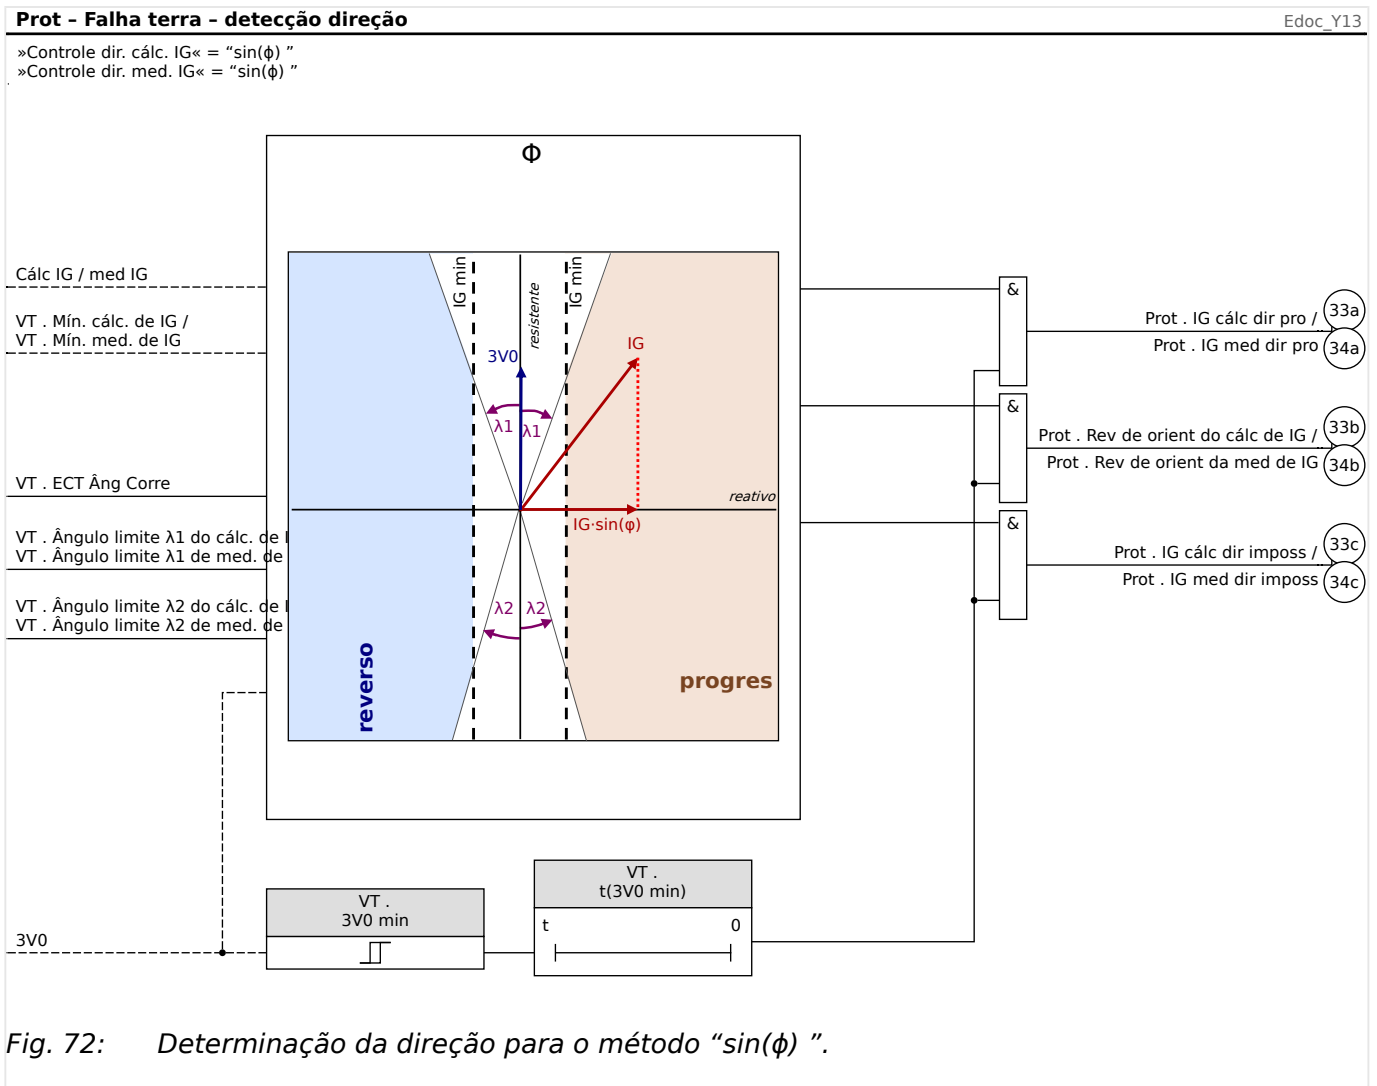 Prot – Falha terra – detecção direção
Edoc_Y13
»Controle dir. cálc. IG« = “sin(ϕ) ”
»Controle dir. med. IG« = “sin(ϕ) ”
Φ
Cálc IG / med IG
VT . Mín. cálc. de IG /
VT . Mín. med. de IG
VT . ECT Âng Corre
VT . Ângulo limite λ1 do cálc. de I
VT . Ângulo limite λ1 de med. de
VT . Ângulo limite λ2 do cálc. de I
VT . Ângulo limite λ2 de med. de
IG min
resistente
IG min
3V0
IG
λ1
λ1
reativo
IG·sin(φ)
λ2
λ2
reverso
progres
&
Prot . IG cálc dir pro /
33a
Prot . IG med dir pro
34a
&
Prot . Rev de orient do cálc de IG /
33b
Prot . Rev de orient da med de IG
34b
&
Prot . IG cálc dir imposs /
33c
Prot . IG med dir imposs
34c
VT .
3V0 min
VT .
t(3V0 min)
t
0
3V0
Fig. 72: Determinação da direção para o método “sin(ϕ) ”.